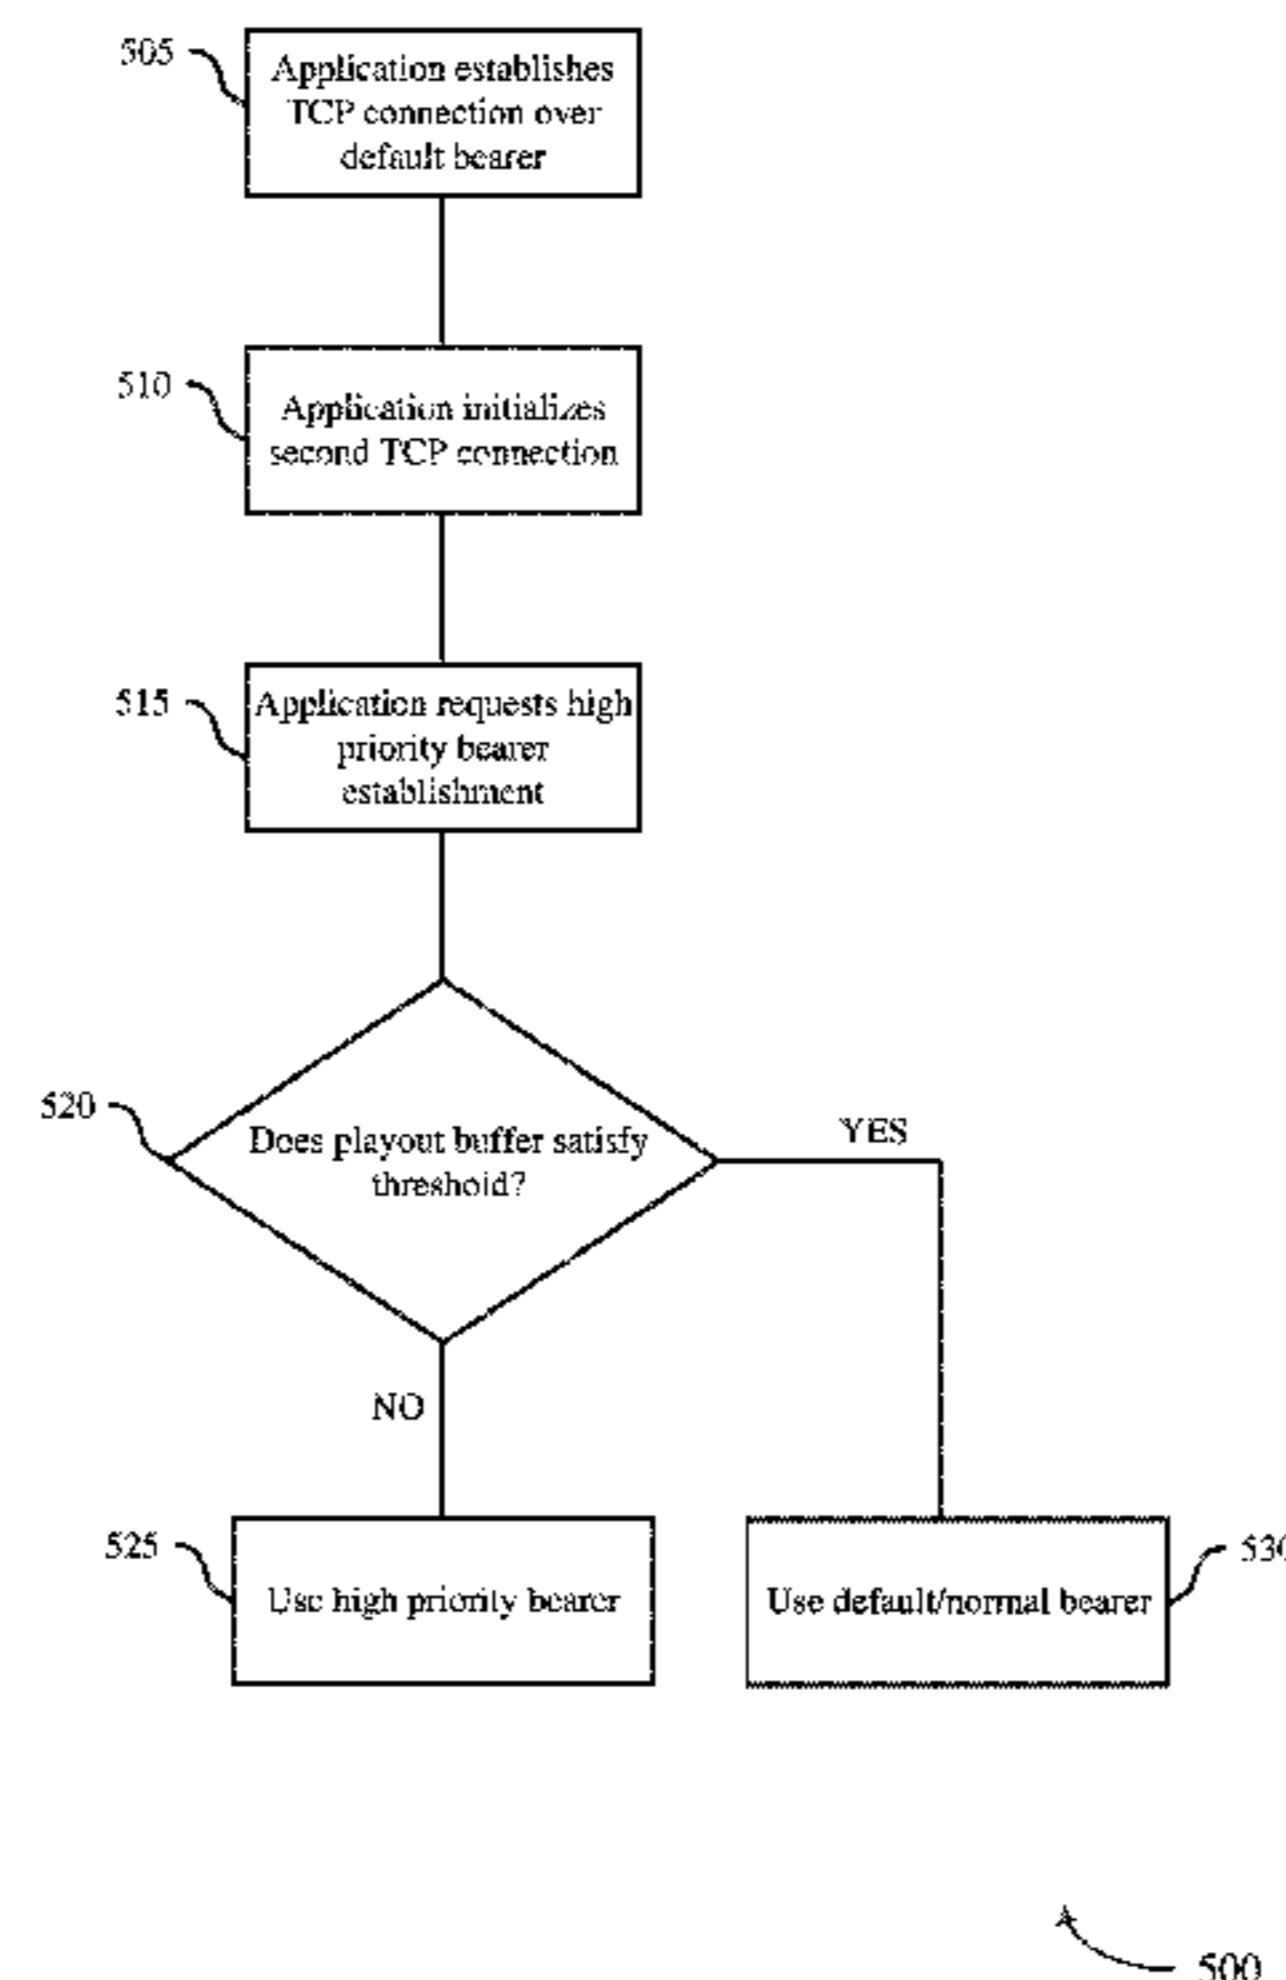 505
Application establishes
TCP connection over
default bearer
510
Application initializes
second TCP connection
515
Application requests high
priority bearer
establishment
520
Does playout buffer satisfy
threshold?
YES
NO
525
Use high priority bearer
Use default/normal bearer
530
500